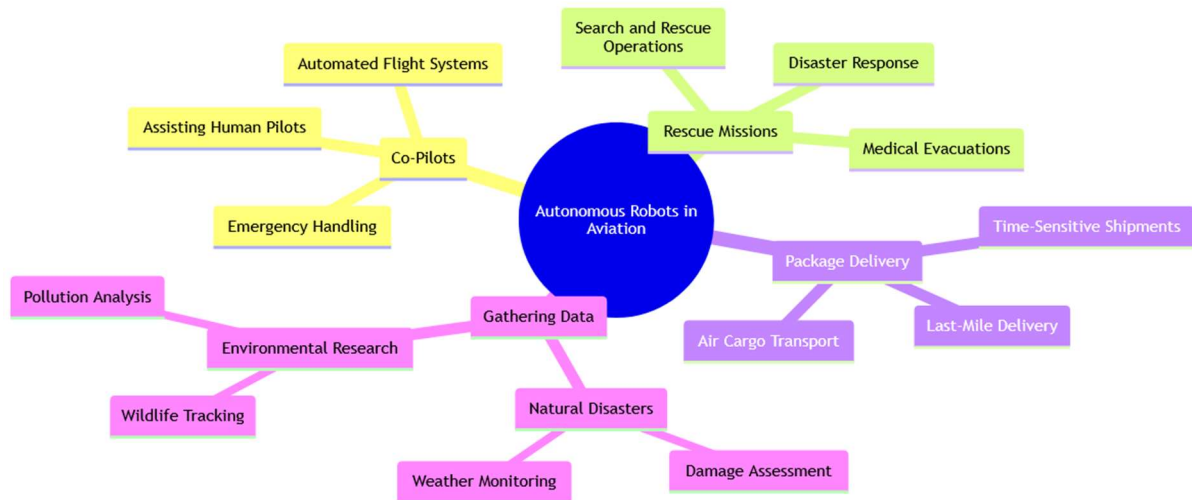 Search and Rescue
Operations
Automated Flight Systems
Disaster Response
Assisting Human Pilots
Rescue Missions
Co-Pilots
Medical Evacuations
Emergency Handling
Autonomous Robots in
Aviation
Time-Sensitive Shipments
Package Delivery
Pollution Analysis
Gathering Data
Last-Mile Delivery
Air Cargo Transport
Environmental Research
Wildlife Tracking
Natural Disasters
Weather Monitoring
Damage Assessment